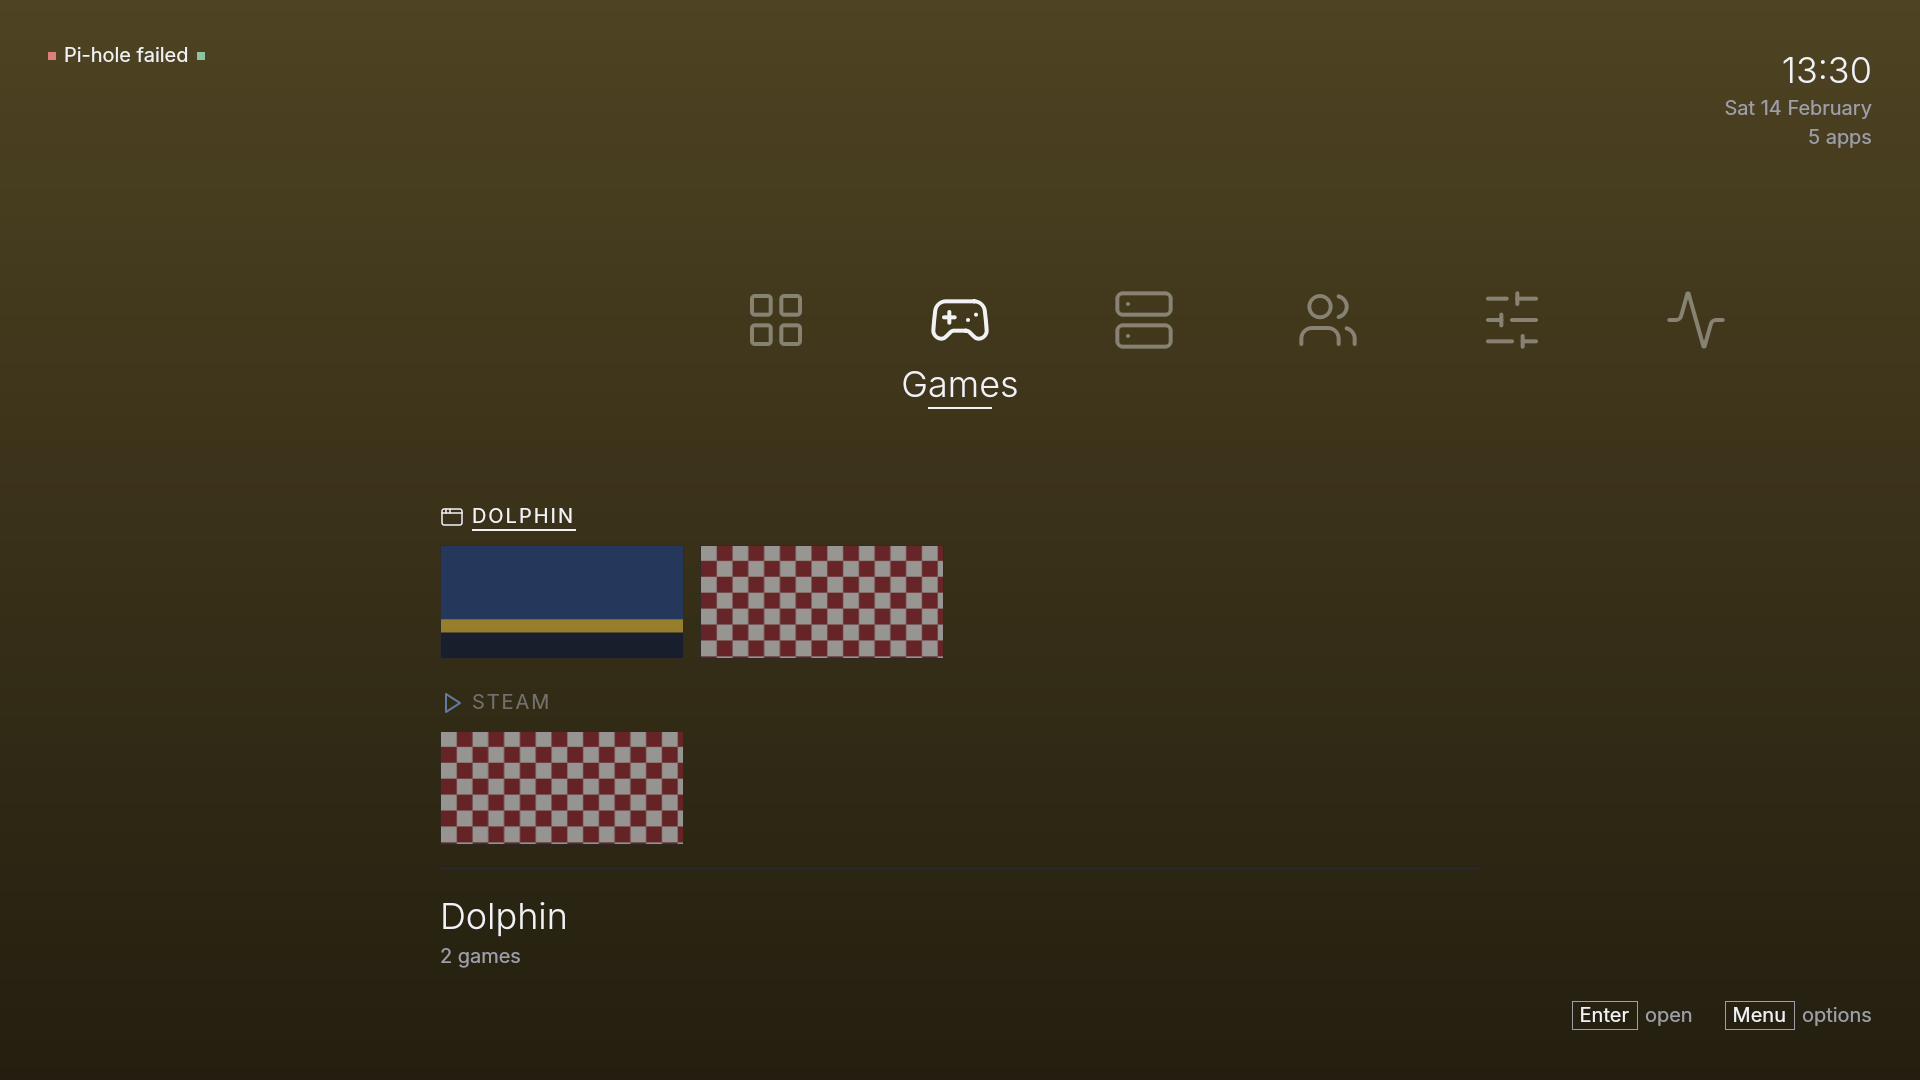 Pi-hole failed
13:30
Sat 14 February
5 apps
Games
DOLPHIN
STEAM
Dolphin
2 games
Enter open Menu options